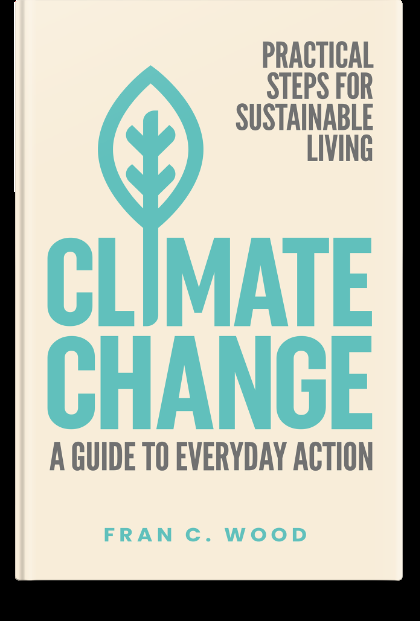 PRACTICAL
STEPS FOR
SUSTAINABLE
LIVING
CLIMATE
CHANGE
A GUIDE TO EVERYDAY ACTION
FRAN C. WOOD